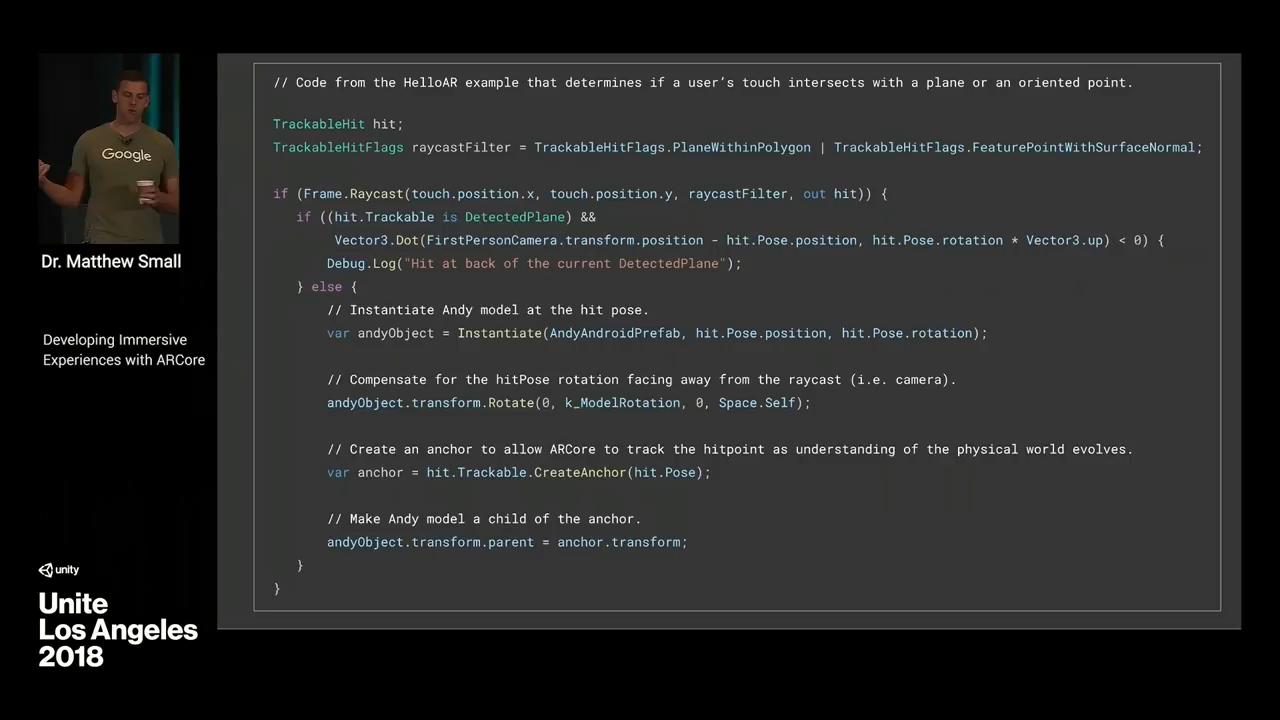 Google
Dr. Matthew Small
Developing Immersive
Experiences with ARCore
unity
Unite
Los Angeles
2018
// Code from the HelloAR example that determines if a user's touch intersects with a plane or an oriented point.
TrackableHit hit;
TrackableHitFlags raycastFilter = TrackableHitFlags.PlaneWithinPolygon | TrackableHitFlags.FeaturePointWithSurfaceNormal;
if (Frame.Raycast(touch.position.x, touch.position.y, raycastFilter, out hit)) {
if ((hit.Trackable is DetectedPlane) &&
Vector3.Dot(FirstPersonCamera.transform.position - hit.Pose.position, hit.Pose.rotation * Vector3.up) < 0) {
Debug.Log("Hit at back of the current DetectedPlane");
} else {
// Instantiate Andy model at the hit pose.
var andyObject = Instantiate(AndyAndroidPrefab, hit.Pose.position, hit.Pose.rotation);
// Compensate for the hitPose rotation facing away from the raycast (i.e. camera).
andyObject.transform.Rotate(0, k_ModelRotation, 0, Space.Self);
// Create an anchor to allow ARCore to track the hitpoint as understanding of the physical world evolves.
var anchor = hit.Trackable.CreateAnchor(hit.Pose);
// Make Andy model a child of the anchor.
andyObject.transform.parent = anchor.transform;
}
}